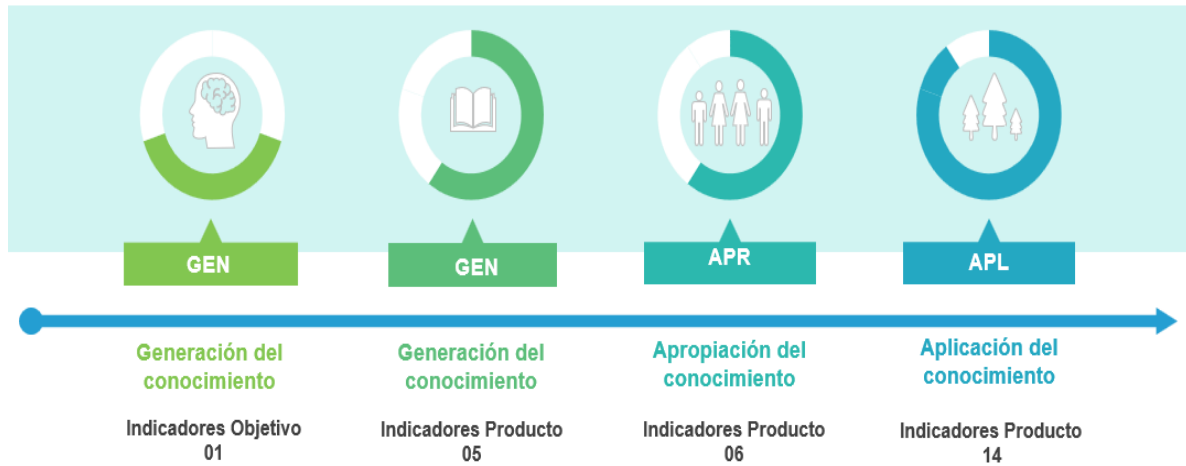 GEN
GEN
APR
APL
Generación del
conocimiento
Generación del
conocimiento
Apropiación del
conocimiento
Aplicación del
conocimiento
Indicadores Objetivo
01
Indicadores Producto
05
Indicadores Producto
06
Indicadores Producto
14